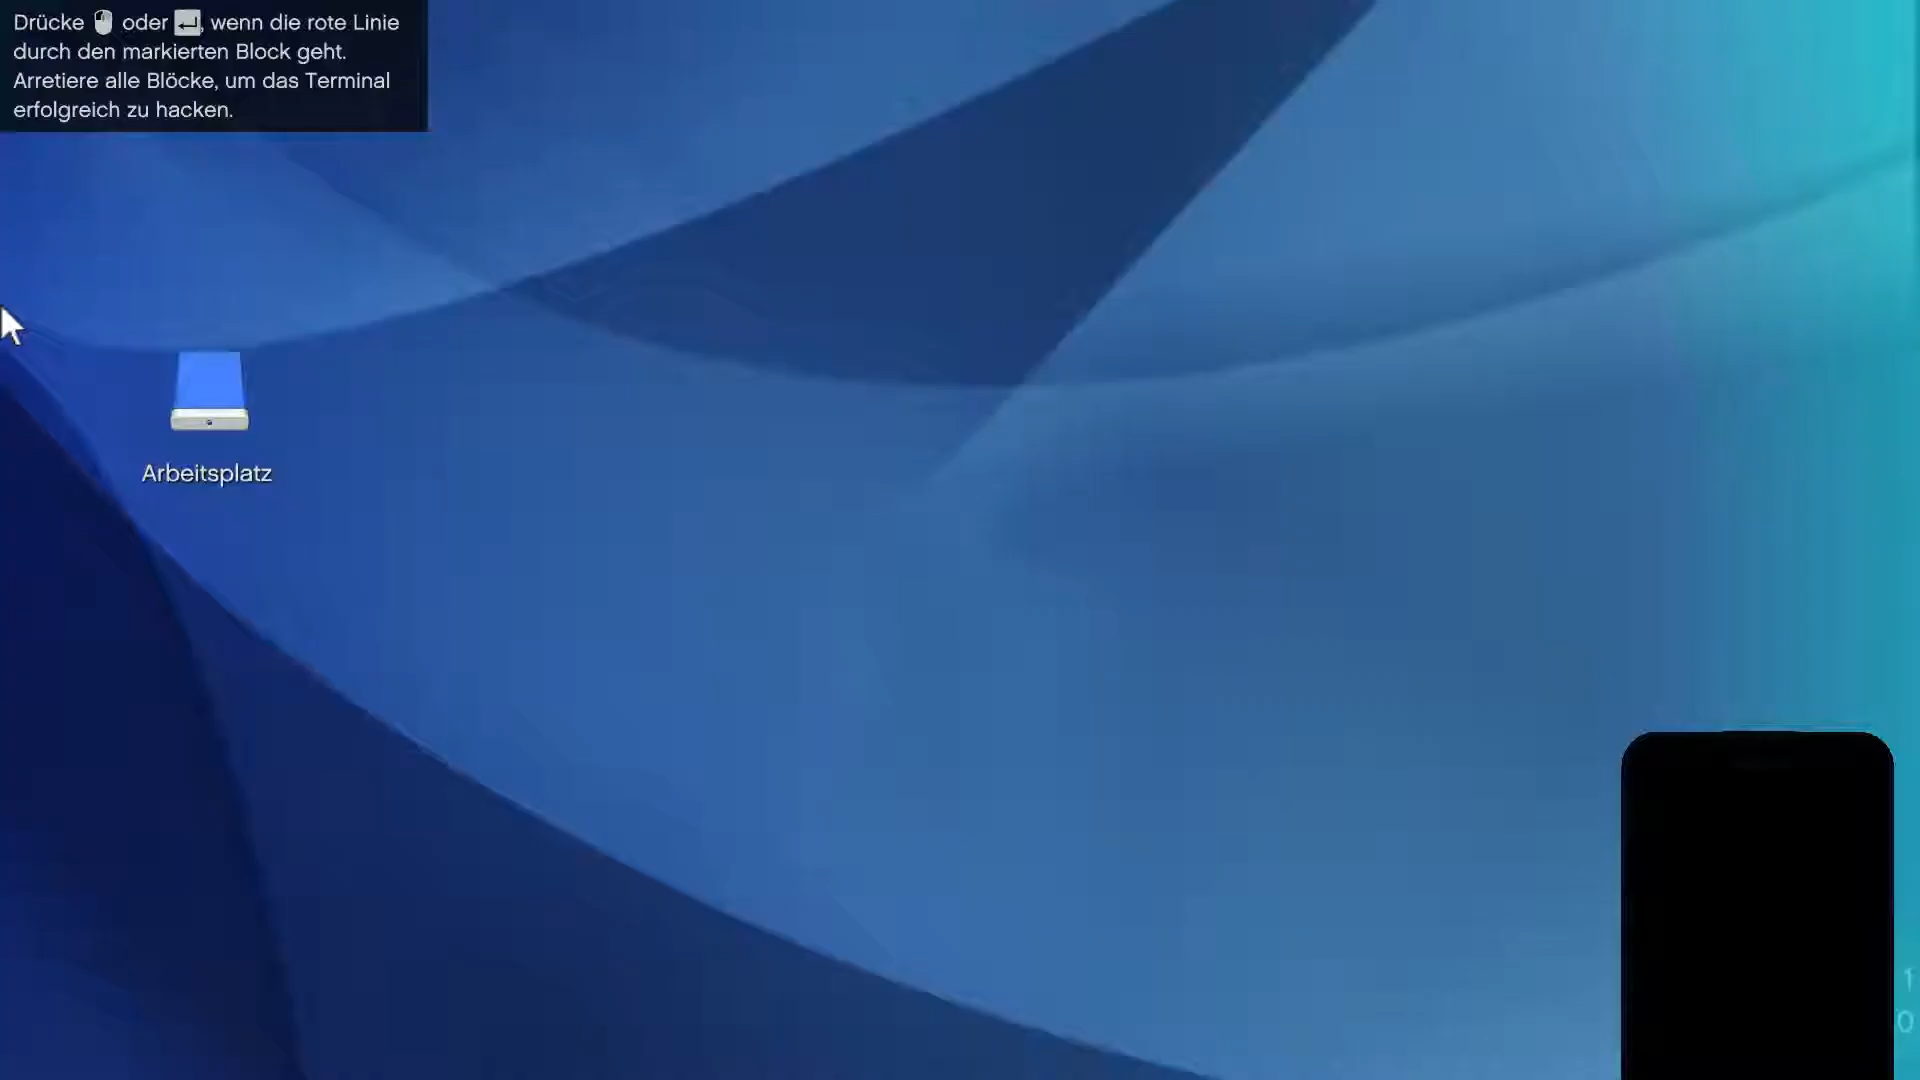 Drücke oder , wenn die rote Linie
durch den markierten Block geht.
Arretiere alle Blöcke, um das Terminal
erfolgreich zu hacken.
Arbeitsplatz
1
0